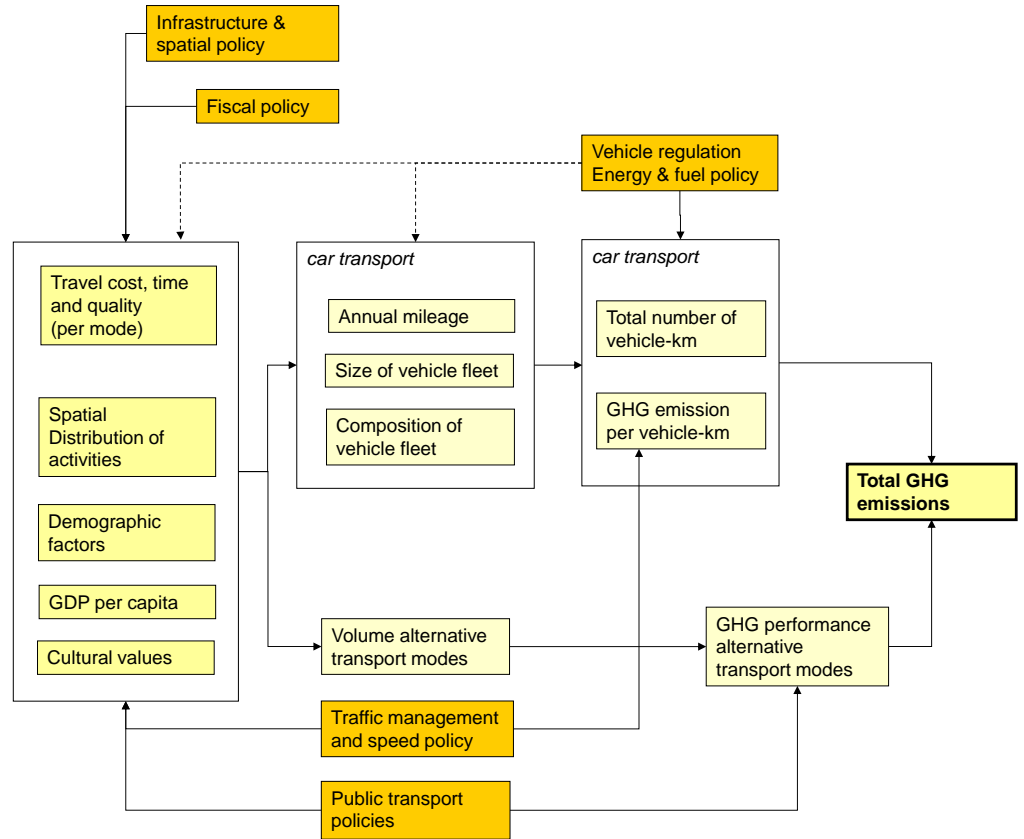 Infrastructure &
spatial policy
Fiscal policy
Vehicle regulation
Energy & fuel policy
Travel cost, time
and quality
(per mode)
Spatial
Distribution of
activities
Demographic
factors
GDP per capita
Cultural values
car transport
Annual mileage
Size of vehicle fleet
Composition of
vehicle fleet
car transport
Total number of
vehicle-km
GHG emission
per vehicle-km
Total GHG
emissions
Volume alternative
transport modes
GHG performance
alternative
transport modes
Traffic management
and speed policy
Public transport
policies